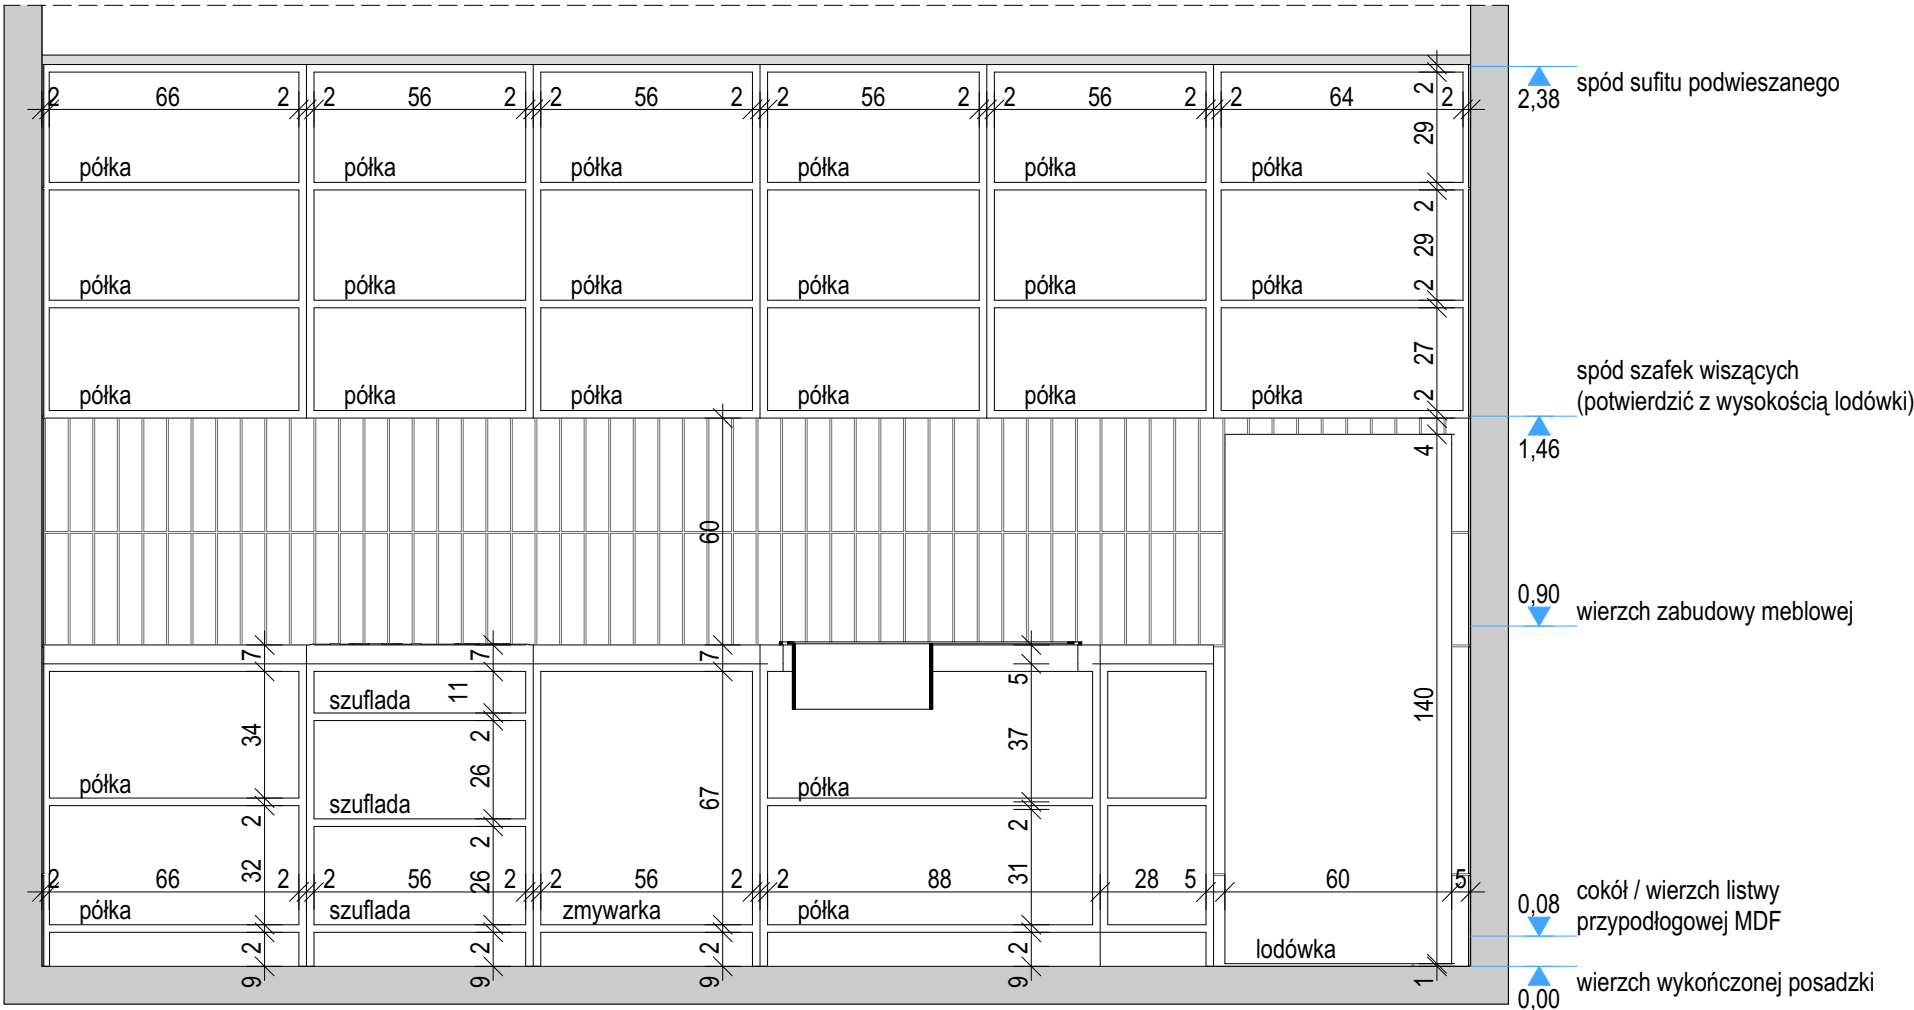 2 66 2 2 56 2 2 56 2 2 56 2 2 56 2 2 64 2
2
29
2
29
2
27
2
4
140
1
półka półka półka półka półka półka
półka półka półka półka półka półka
półka półka półka półka półka półka
60
7 7 7 5
34
2
32
2
9
11
2
26
2
26
2
9
67
2
9
37
2
31
2
9
szuflada
półka szuflada półka
2 66 2 2 56 2 2 56 2 2 88 28 5 60 5
półka szuflada zmywarka półka
lodówka
2,38
spód sufitu podwieszanego
spód szafek wiszących
(potwierdzić z wysokością lodówki)
1,46
0,90
wierzch zabudowy meblowej
0,08
cokół / wierzch listwy
przypodłogowej MDF
0,00
wierzch wykończonej posadzki